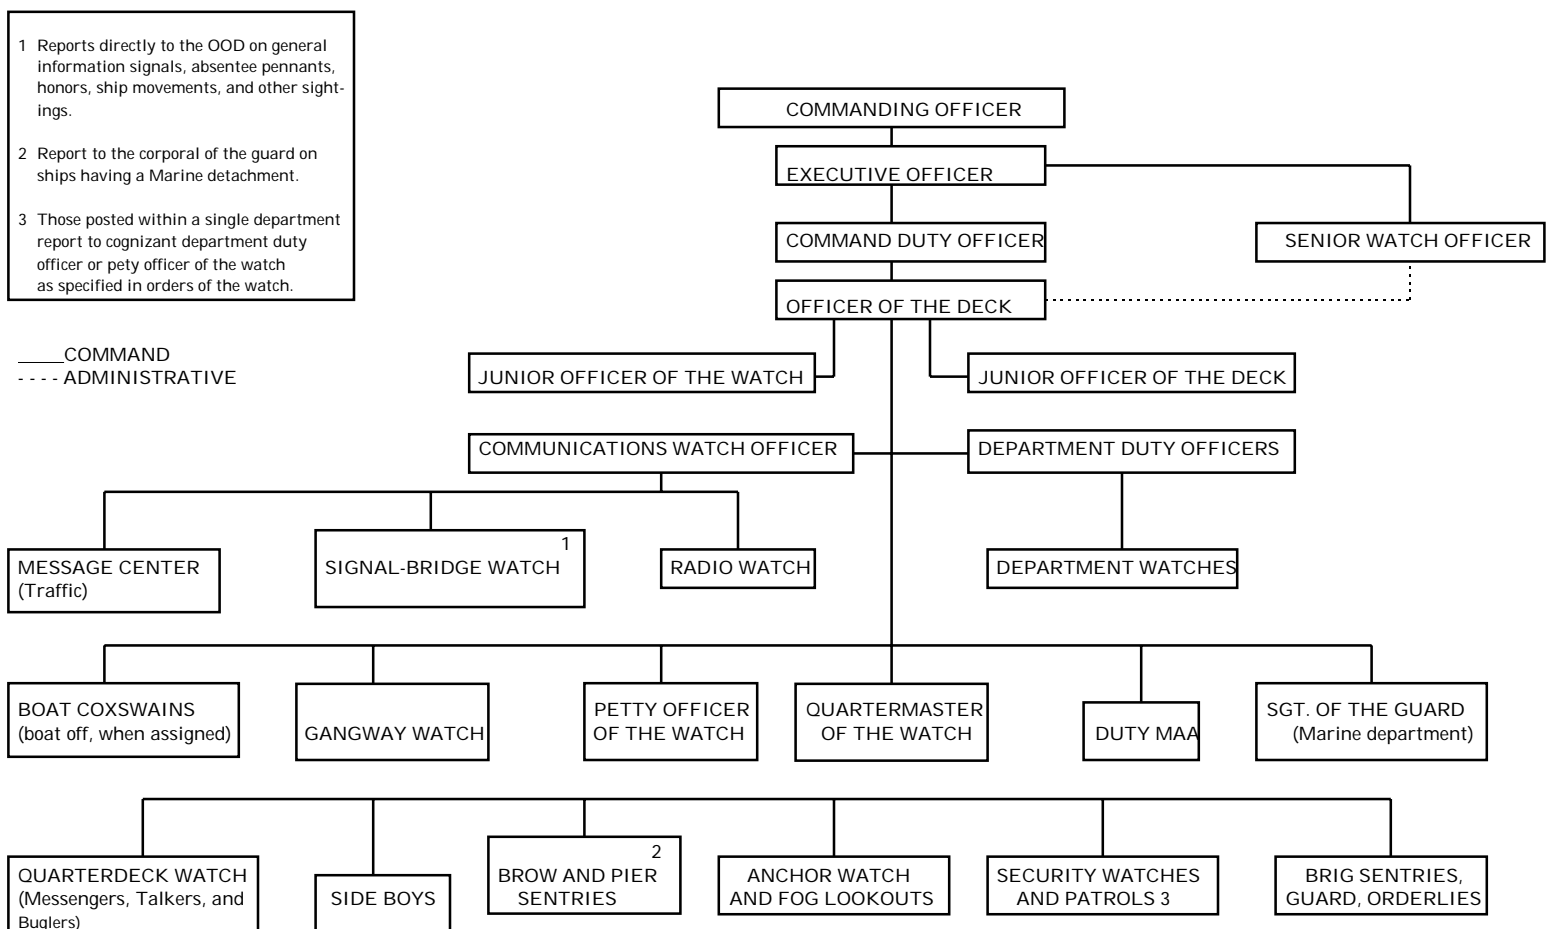 1 Reports directly to the OOD on general
information signals, absentee pennants,
honors, ship movements, and other sight-
ings.
2 Report to the corporal of the guard on
ships having a Marine detachment.
3 Those posted within a single department
report to cognizant department duty
officer or pety officer of the watch
as specified in orders of the watch.
____COMMAND
- - - - ADMINISTRATIVE
COMMANDING OFFICER
EXECUTIVE OFFICER
COMMAND DUTY OFFICER
SENIOR WATCH OFFICER
OFFICER OF THE DECK
JUNIOR OFFICER OF THE WATCH
JUNIOR OFFICER OF THE DECK
COMMUNICATIONS WATCH OFFICER
DEPARTMENT DUTY OFFICERS
MESSAGE CENTER
(Traffic)
1
SIGNAL-BRIDGE WATCH
RADIO WATCH
DEPARTMENT WATCHES
BOAT COXSWAINS
(boat off, when assigned)
GANGWAY WATCH
PETTY OFFICER
OF THE WATCH
QUARTERMASTER
OF THE WATCH
DUTY MAA
SGT. OF THE GUARD
(Marine department)
QUARTERDECK WATCH
(Messengers, Talkers, and
Buglers)
SIDE BOYS
2
BROW AND PIER
SENTRIES
ANCHOR WATCH
AND FOG LOOKOUTS
SECURITY WATCHES
AND PATROLS 3
BRIG SENTRIES,
GUARD, ORDERLIES